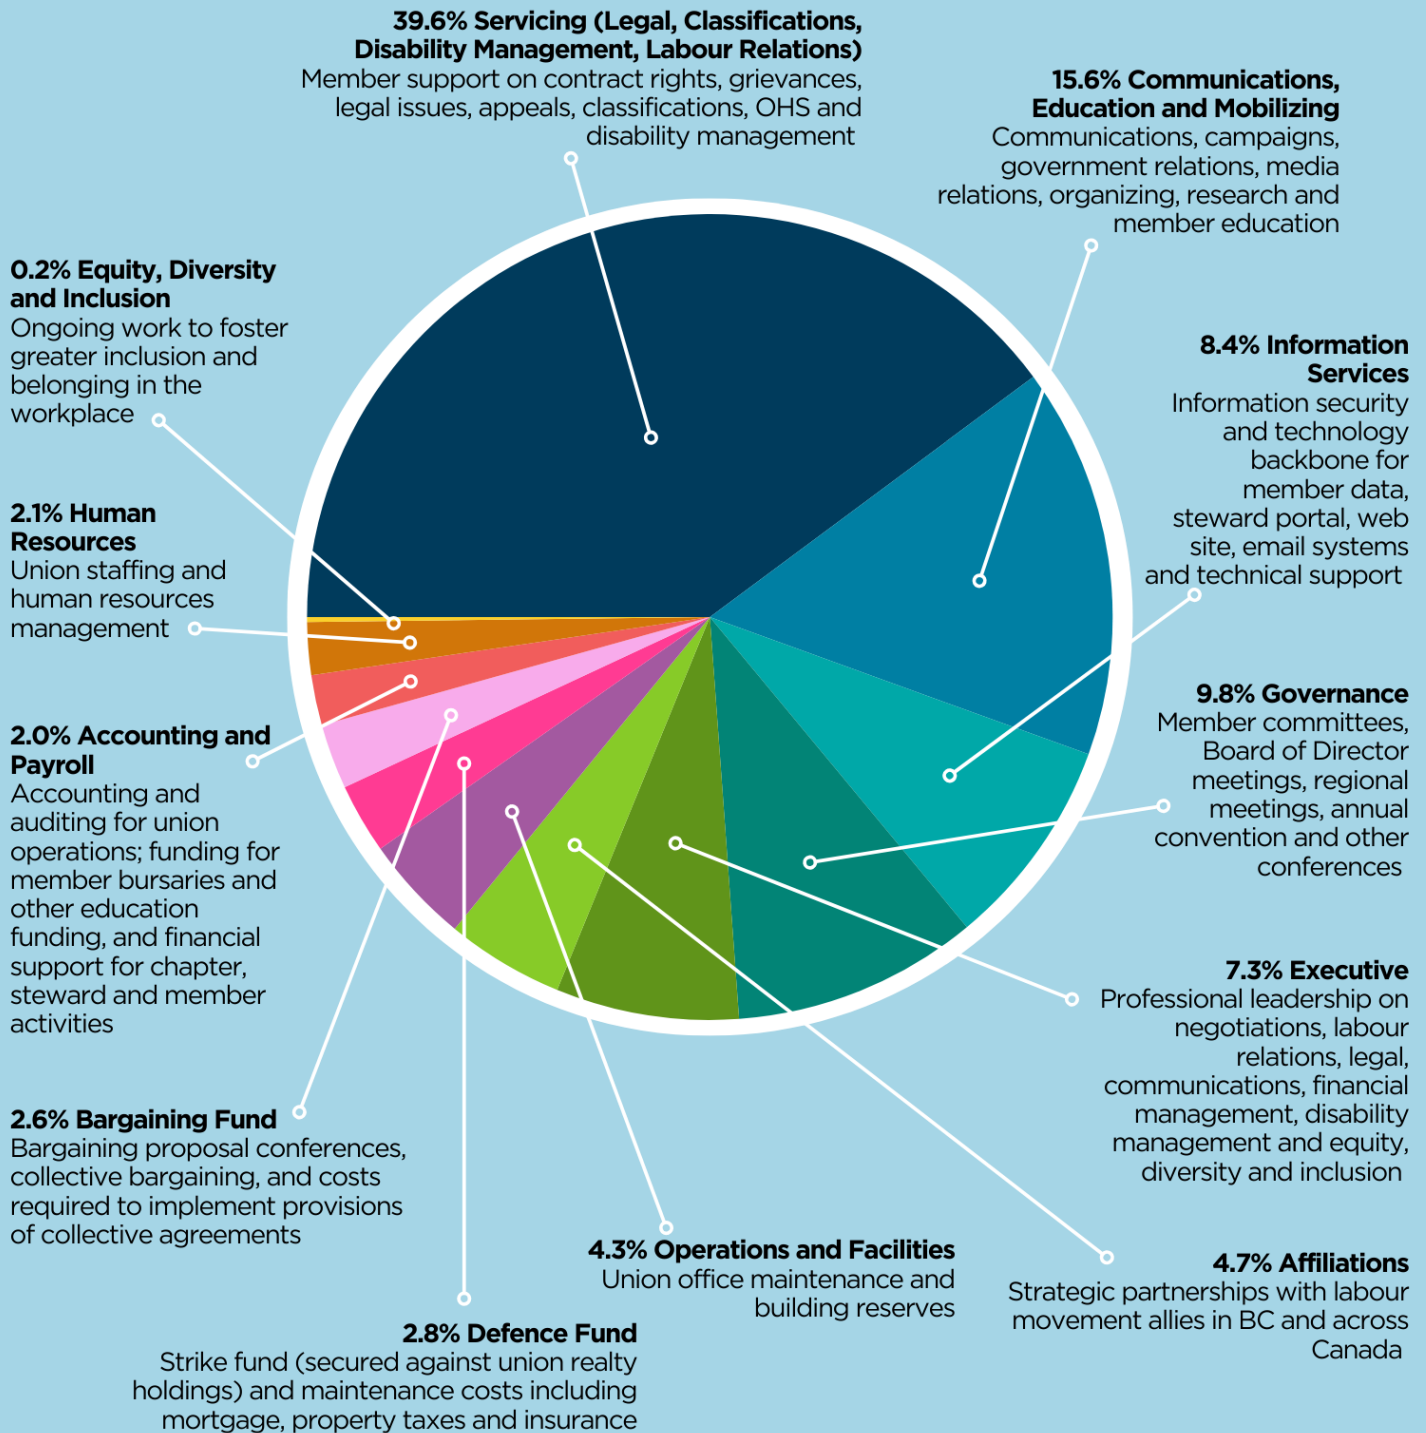 39.6% Servicing (Legal, Classifications,
Disability Management, Labour Relations)
Member support on contract rights, grievances,
legal issues, appeals, classifications, OHS and
disability management
15.6% Communications,
Education and Mobilizing
Communications, campaigns,
government relations, media
relations, organizing, research and
member education
8.4% Information
Services
Information security
and technology
backbone for
member data,
steward portal, web
site, email systems
and technical support
9.8% Governance
Member committees,
Board of Director
meetings, regional
meetings, annual
convention and other
conferences
7.3% Executive
Professional leadership on
negotiations, labour
relations, legal,
communications, financial
management, disability
management and equity,
diversity and inclusion
4.7% Affiliations
Strategic partnerships with labour
movement allies in BC and across
Canada
4.3% Operations and Facilities
Union office maintenance and
building reserves
2.8% Defence Fund
Strike fund (secured against union realty
holdings) and maintenance costs including
mortgage, property taxes and insurance
2.6% Bargaining Fund
Bargaining proposal conferences,
collective bargaining, and costs
required to implement provisions
of collective agreements
2.0% Accounting and
Payroll
Accounting and
auditing for union
operations; funding for
member bursaries and
other education
funding, and financial
support for chapter,
steward and member
activities
2.1% Human
Resources
Union staffing and
human resources
management
0.2% Equity, Diversity
and Inclusion
Ongoing work to foster
greater inclusion and
belonging in the
workplace